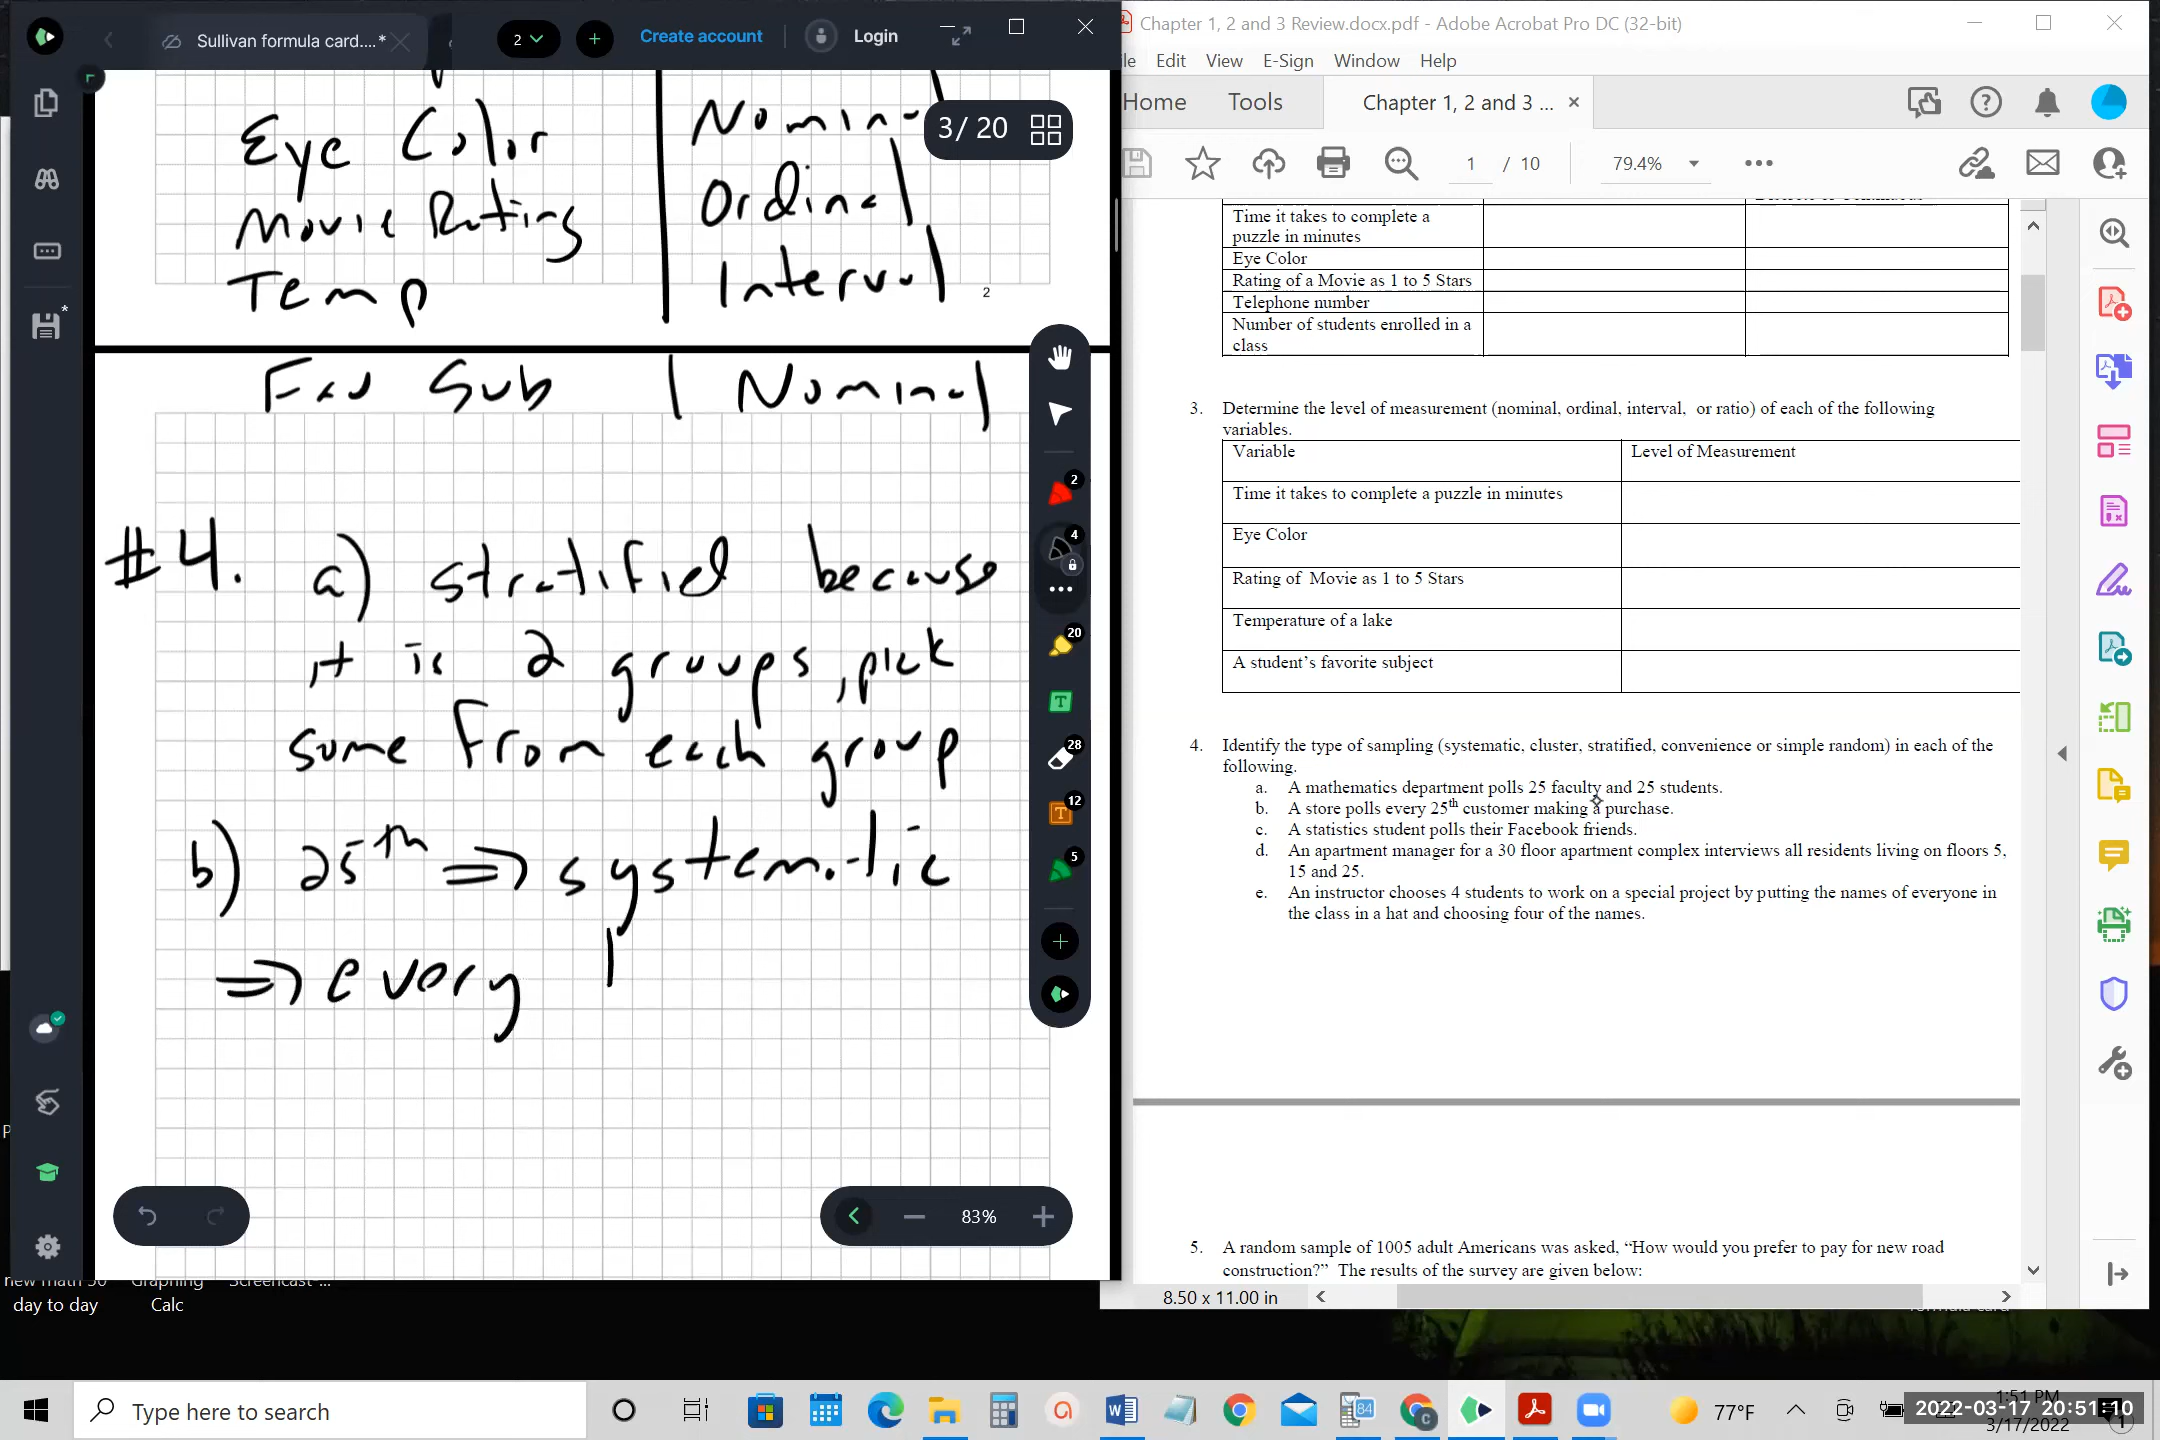 Sullivan formula card....*
2
Create account
Login
Eye Color
Nomin
3/ 20
Movie Rating
Ordinal
Temp
Interval
2
Fav Sub
Nominal
#4. a) stratified because
it is 2 groups, pick
some from each group
b) 25th ⇒ systematic
⇒ every
2
4
20
28
12
5
83%
Chapter 1, 2 and 3 Review.docx.pdf - Adobe Acrobat Pro DC (32-bit)
Edit View E-Sign Window Help
Home Tools Chapter 1, 2 and 3 ... ×
1 / 10 79.4%
Time it takes to complete a
puzzle in minutes
Eye Color
Rating of a Movie as 1 to 5 Stars
Telephone number
Number of students enrolled in a
class
3. Determine the level of measurement (nominal, ordinal, interval, or ratio) of each of the following
variables.
Variable Level of Measurement
Time it takes to complete a puzzle in minutes
Eye Color
Rating of Movie as 1 to 5 Stars
Temperature of a lake
A student's favorite subject
4. Identify the type of sampling (systematic, cluster, stratified, convenience or simple random) in each of the
following.
a. A mathematics department polls 25 faculty and 25 students.
b. A store polls every 25th customer making a purchase.
c. A statistics student polls their Facebook friends.
d. An apartment manager for a 30 floor apartment complex interviews all residents living on floors 5,
15 and 25.
e. An instructor chooses 4 students to work on a special project by putting the names of everyone in
the class in a hat and choosing four of the names.
5. A random sample of 1005 adult Americans was asked, "How would you prefer to pay for new road
construction?" The results of the survey are given below:
8.50 x 11.00 in
day to day
Graphing
Calc
Screencast-...
Type here to search
84
77°F
1:51 PM
3/17/2022
2022-03-17 20:51:10
1